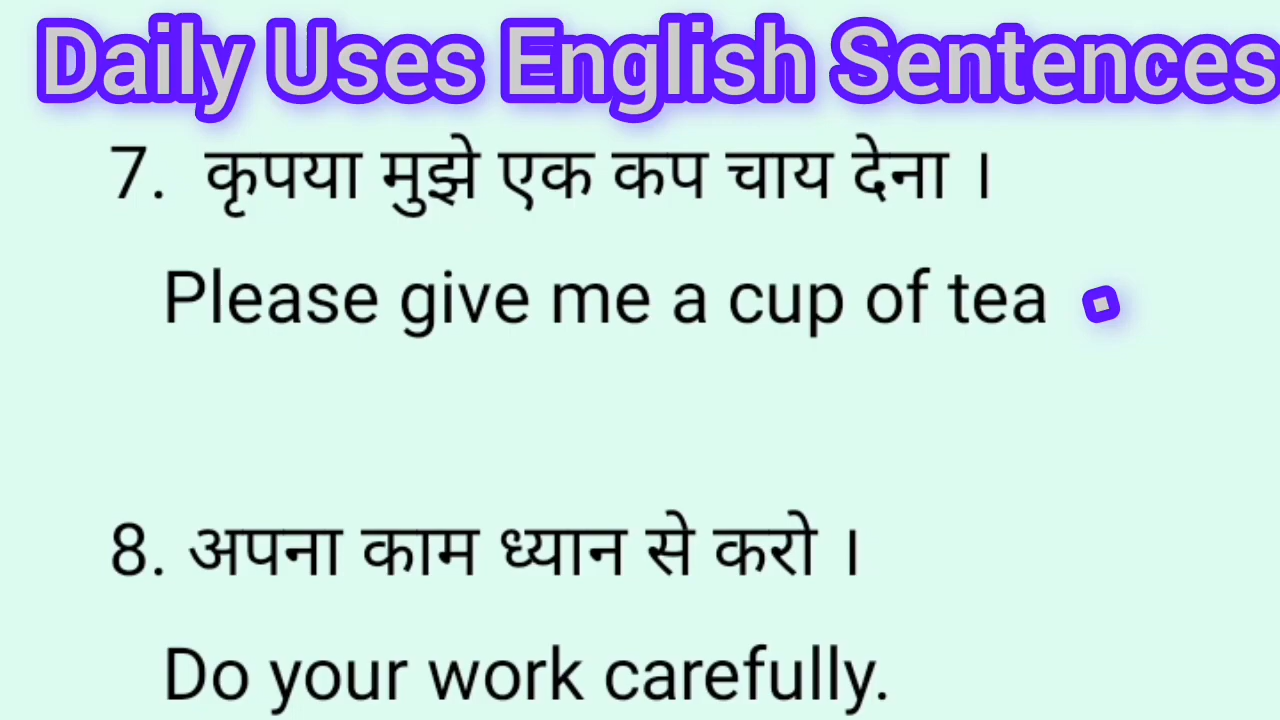 Daily Uses English Sentences
7. कृपया मुझे एक कप चाय देना ।
Please give me a cup of tea .
8. अपना काम ध्यान से करो ।
Do your work carefully.